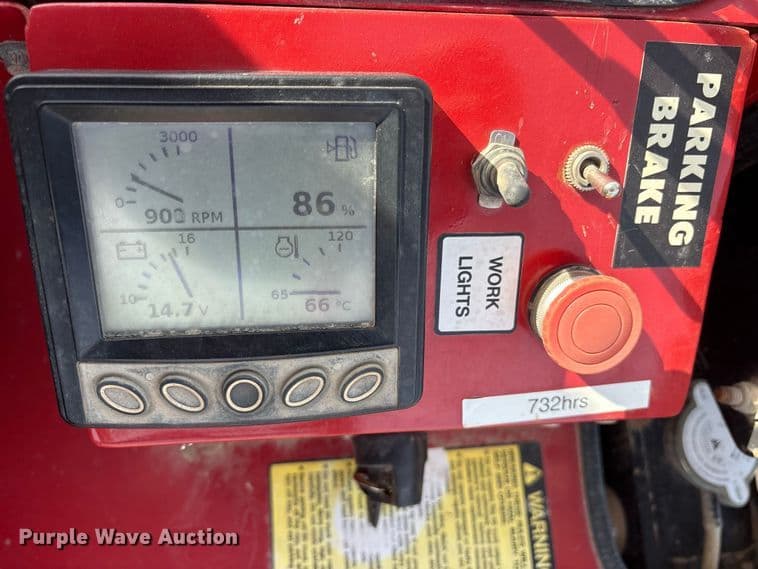 3000
0
900 RPM
86 %
16
10
14.7 V
120
65
66 °C
WORK
LIGHTS
PARKING
BRAKE
732hrs
WARNING
Purple Wave Auction